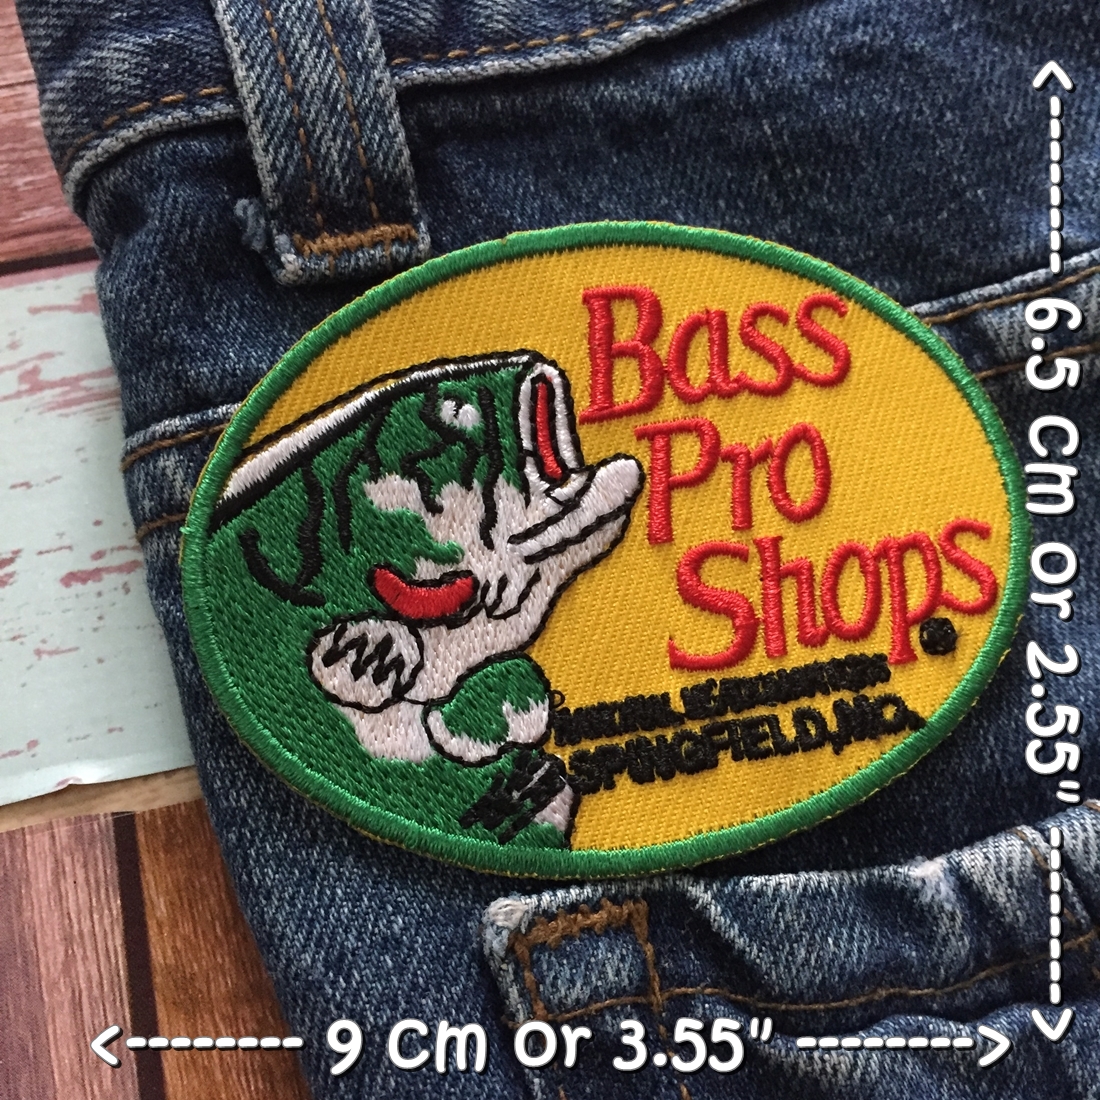 Bass
Pro
Shops
SPINGFIELD,MO.
6.5 cm or 2.55"
<-------- 9 cm or 3.55" -------->